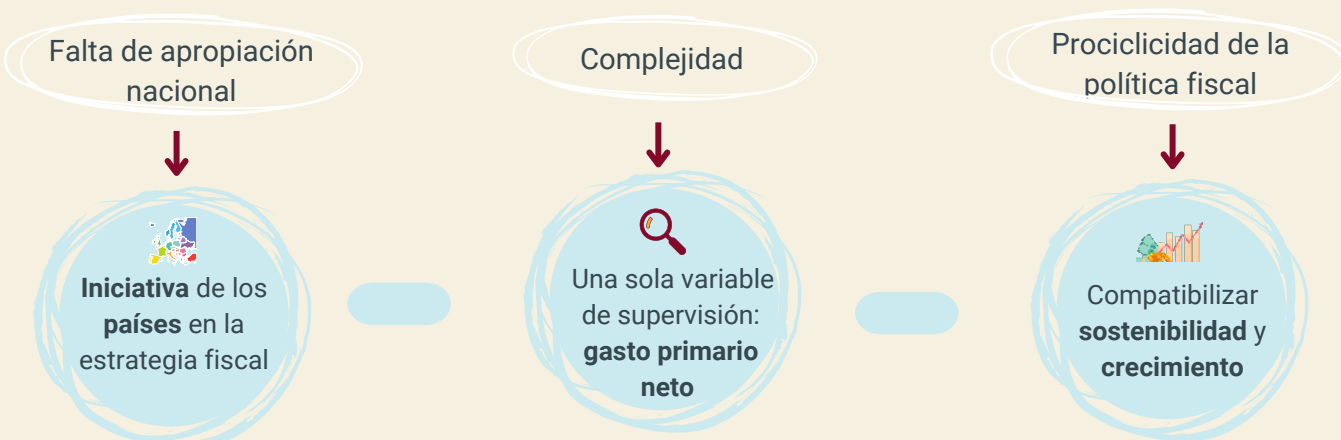 Falta de apropiación
nacional
Complejidad
Prociclicidad de la
política fiscal
Iniciativa de los
países en la
estrategia fiscal
Una sola variable
de supervisión:
gasto primario
neto
Compatibilizar
sostenibilidad y
crecimiento